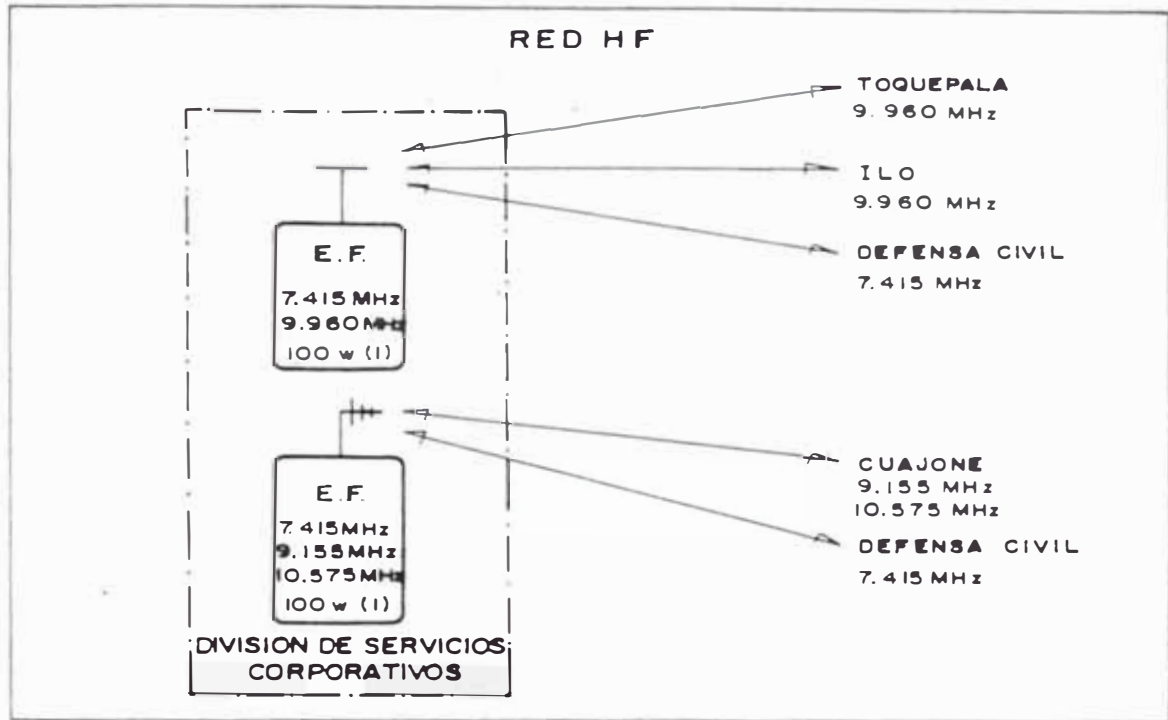 RED HF
TOQUEPALA
9.960 MHz
ILO
9.960 MHz
DEFENSA CIVIL
7.415 MHz
E.F.
7.415 MHz
9.960 MHz
100 w (1)
CUAJONE
9.155 MHz
10.575 MHz
DEFENSA CIVIL
7.415 MHz
E.F.
7.415 MHz
9.155 MHz
10.575 MHz
100 w (1)
DIVISION DE SERVICIOS
CORPORATIVOS